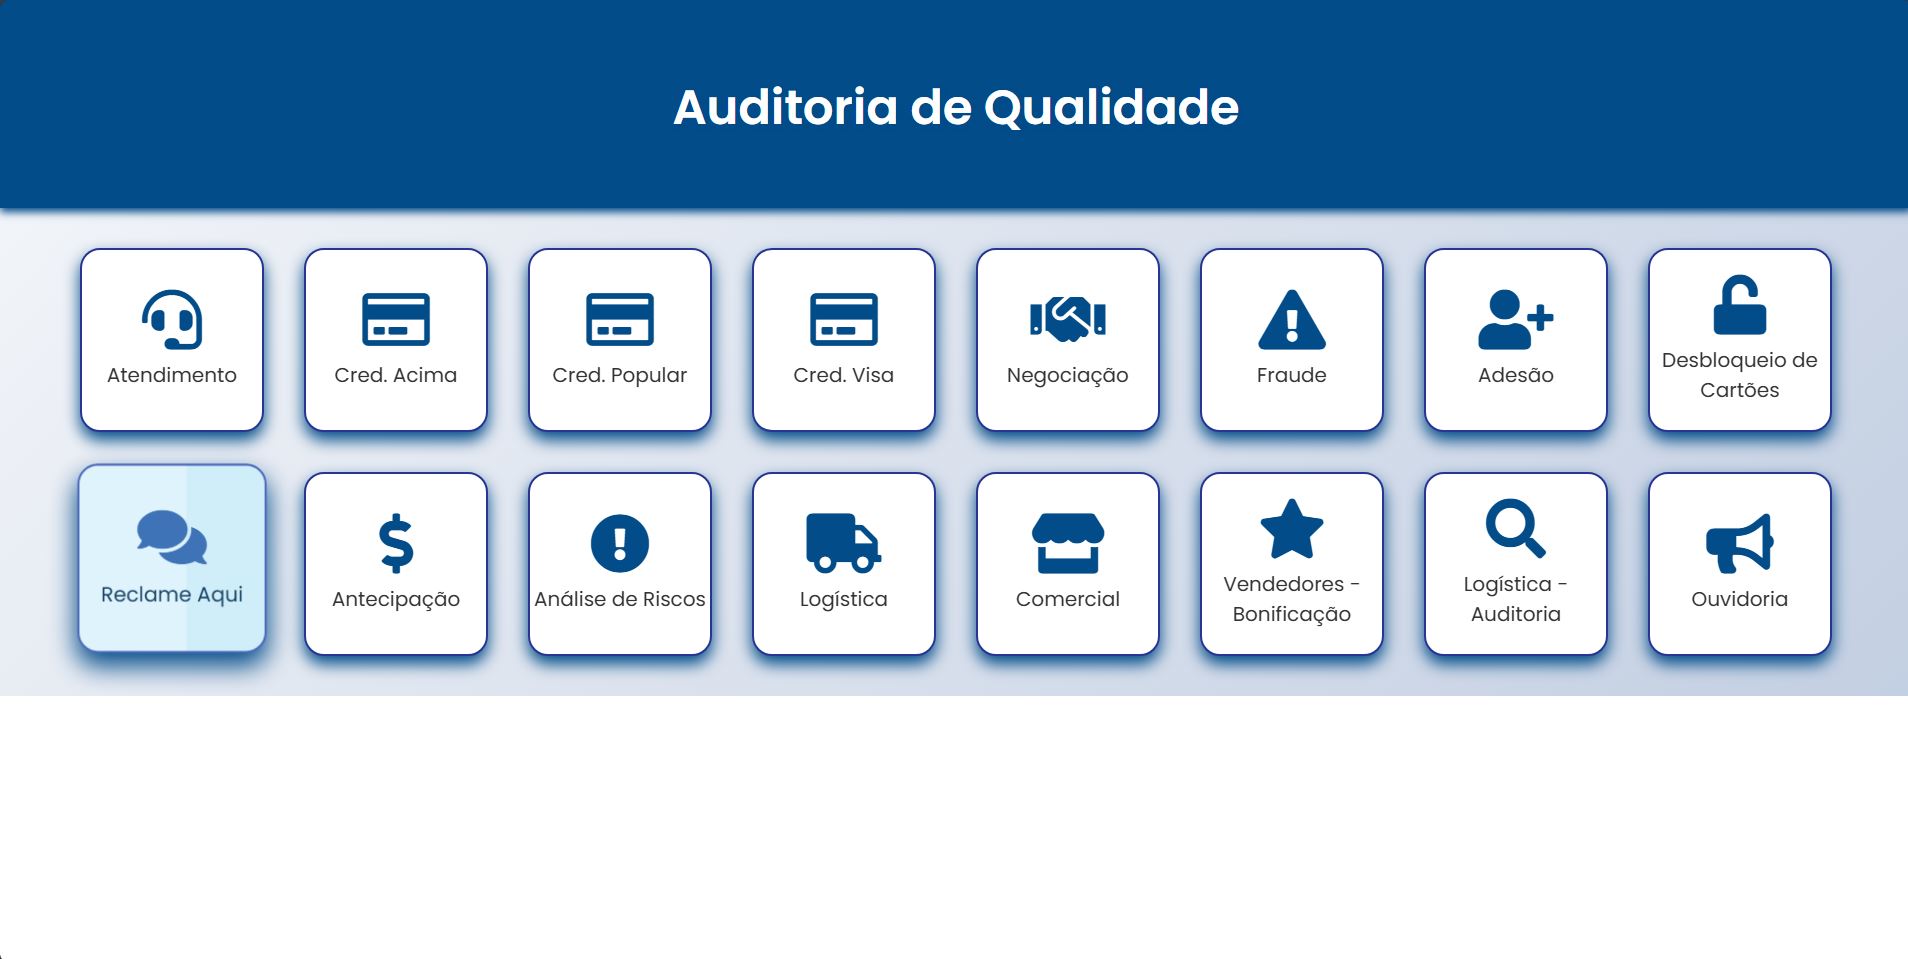 Auditoria de Qualidade
Atendimento
Cred. Acima
Cred. Popular
Cred. Visa
Negociação
Fraude
Adesão
Desbloqueio de
Cartões
Reclame Aqui
Antecipação
Análise de Riscos
Logística
Comercial
Vendedores -
Bonificação
Logística -
Auditoria
Ouvidoria